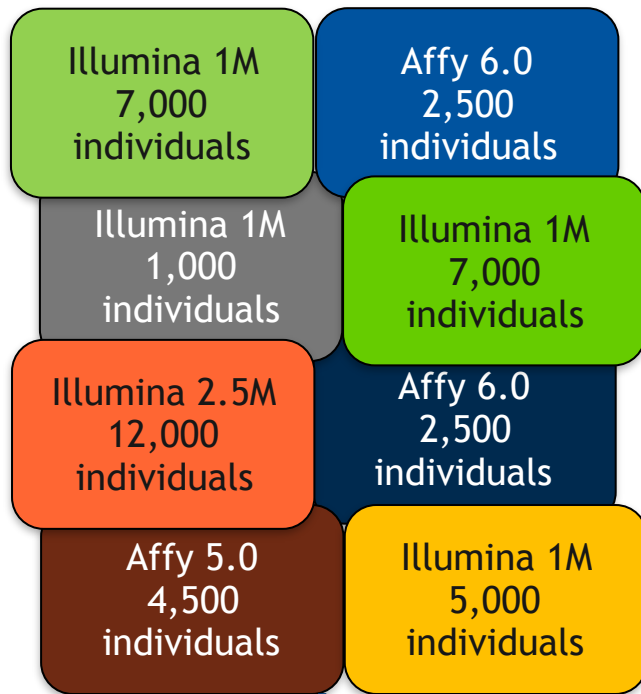 Illumina 1M
7,000
individuals
Affy 6.0
2,500
individuals
Illumina 1M
1,000
individuals
Illumina 1M
7,000
individuals
Illumina 2.5M
12,000
individuals
Affy 6.0
2,500
individuals
Affy 5.0
4,500
individuals
Illumina 1M
5,000
individuals